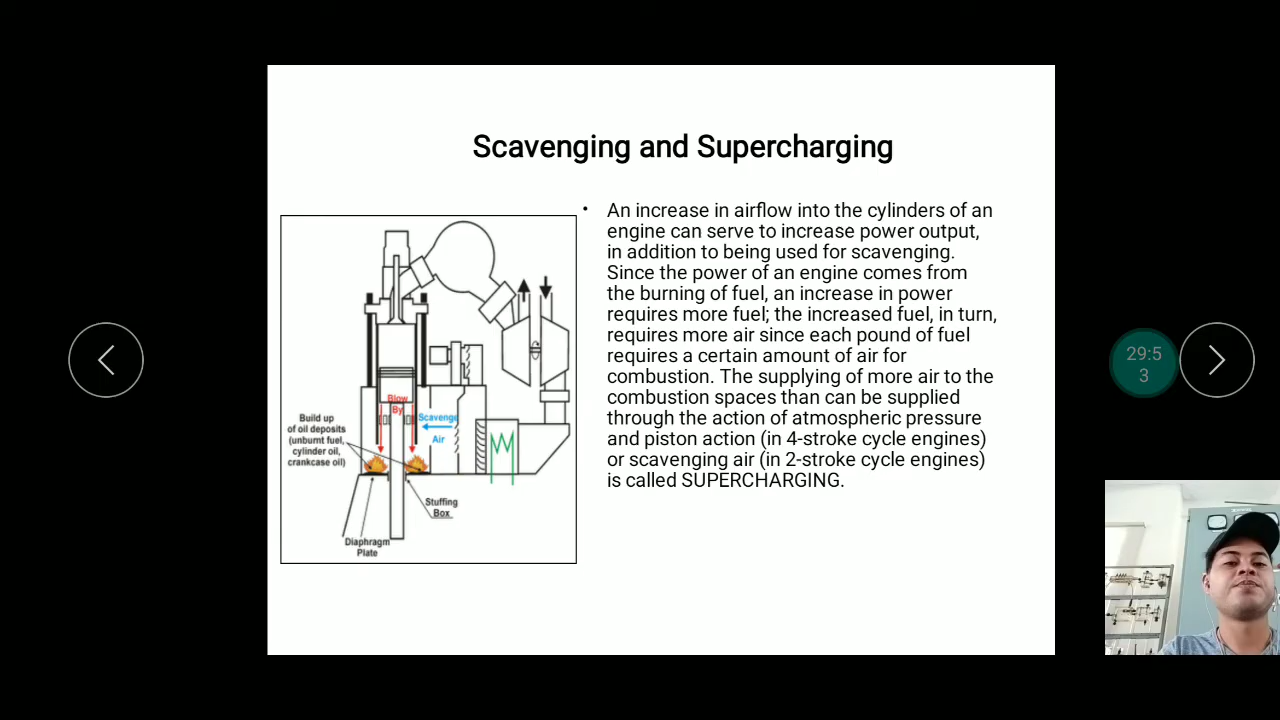 Scavenging and Supercharging
• An increase in airflow into the cylinders of an
engine can serve to increase power output,
in addition to being used for scavenging.
Since the power of an engine comes from
the burning of fuel, an increase in power
requires more fuel; the increased fuel, in turn,
requires more air since each pound of fuel
requires a certain amount of air for
combustion. The supplying of more air to the
combustion spaces than can be supplied
through the action of atmospheric pressure
and piston action (in 4-stroke cycle engines)
or scavenging air (in 2-stroke cycle engines)
is called SUPERCHARGING.
Blow
By
Scavenge
Air
Build up
of oil deposits
(unburnt fuel,
cylinder oil,
crankcase oil)
Stuffing
Box
Diaphragm
Plate
29:5
3